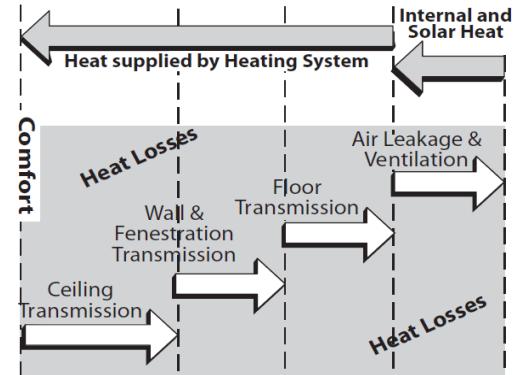 Internal and
Solar Heat
Heat supplied by Heating System
Comfort
Heat Losses
Air Leakage &
Ventilation
Floor
Transmission
Wall &
Fenestration
Transmission
Ceiling
Transmission
Heat Losses